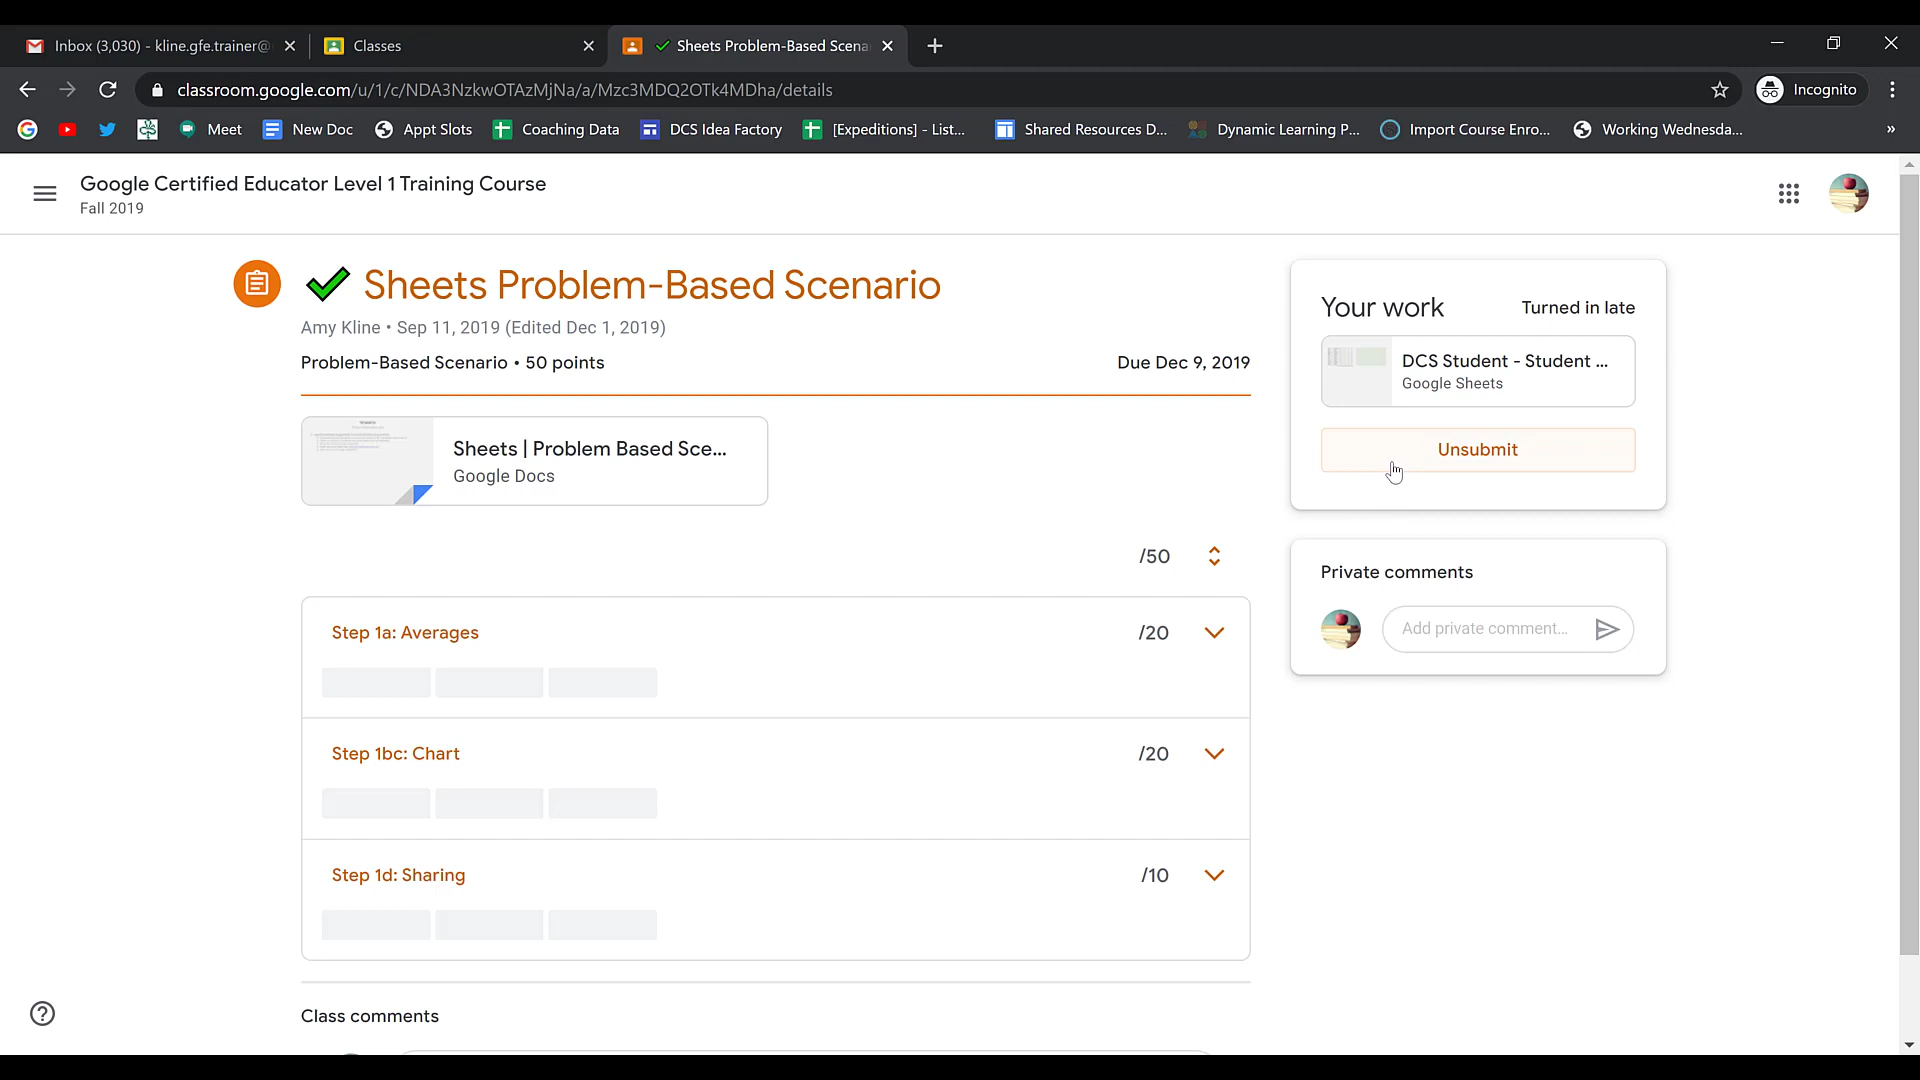 Inbox (3,030) - kline.gfe.trainer@
Classes
Sheets Problem-Based Scena
classroom.google.com/u/1/c/NDA3NzkwOTAzMjNa/a/Mzc3MDQ2OTk4MDha/details
Incognito
Meet
New Doc
Appt Slots
Coaching Data
DCS Idea Factory
[Expeditions] - List...
Shared Resources D...
Dynamic Learning P...
Import Course Enro...
Working Wednesda...
»
Google Certified Educator Level 1 Training Course
Fall 2019
Sheets Problem-Based Scenario
Amy Kline • Sep 11, 2019 (Edited Dec 1, 2019)
Problem-Based Scenario • 50 points
Due Dec 9, 2019
Sheets | Problem Based Sce...
Google Docs
/50
Step 1a: Averages
/20
Step 1bc: Chart
/20
Step 1d: Sharing
/10
Class comments
Your work
Turned in late
DCS Student - Student ...
Google Sheets
Unsubmit
Private comments
Add private comment...